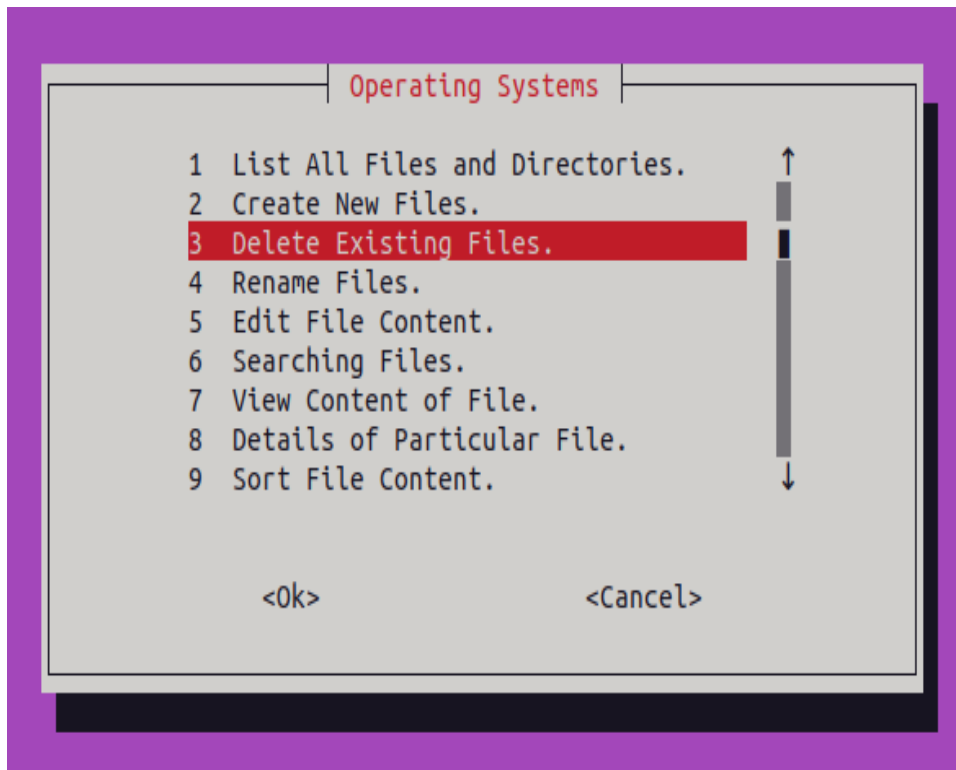 Operating Systems
1 List All Files and Directories. ↑
2 Create New Files.
3 Delete Existing Files.
4 Rename Files.
5 Edit File Content.
6 Searching Files.
7 View Content of File.
8 Details of Particular File.
9 Sort File Content. ↓
<Ok> <Cancel>